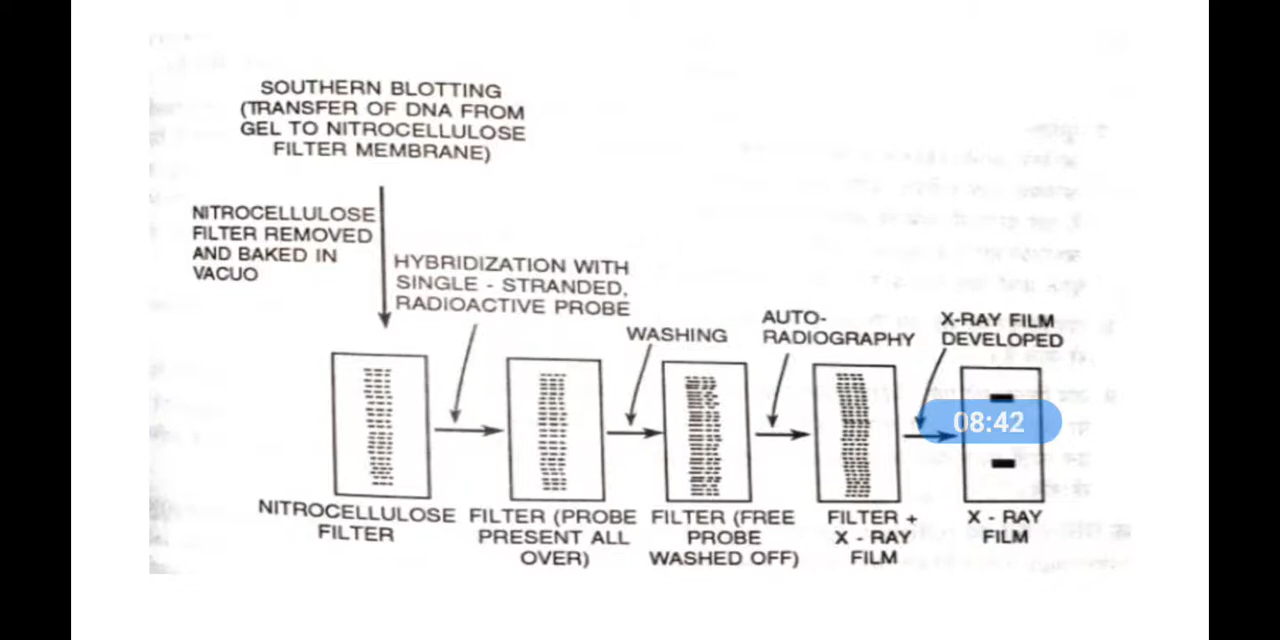 SOUTHERN BLOTTING
(TRANSFER OF DNA FROM
GEL TO NITROCELLULOSE
FILTER MEMBRANE)
NITROCELLULOSE
FILTER REMOVED
AND BAKED IN
VACUO
HYBRIDIZATION WITH
SINGLE - STRANDED,
RADIOACTIVE PROBE
WASHING
AUTO-
RADIOGRAPHY
X-RAY FILM
DEVELOPED
08:42
NITROCELLULOSE
FILTER
FILTER (PROBE
PRESENT ALL
OVER)
FILTER (FREE
PROBE
WASHED OFF)
FILTER +
X - RAY
FILM
X - RAY
FILM